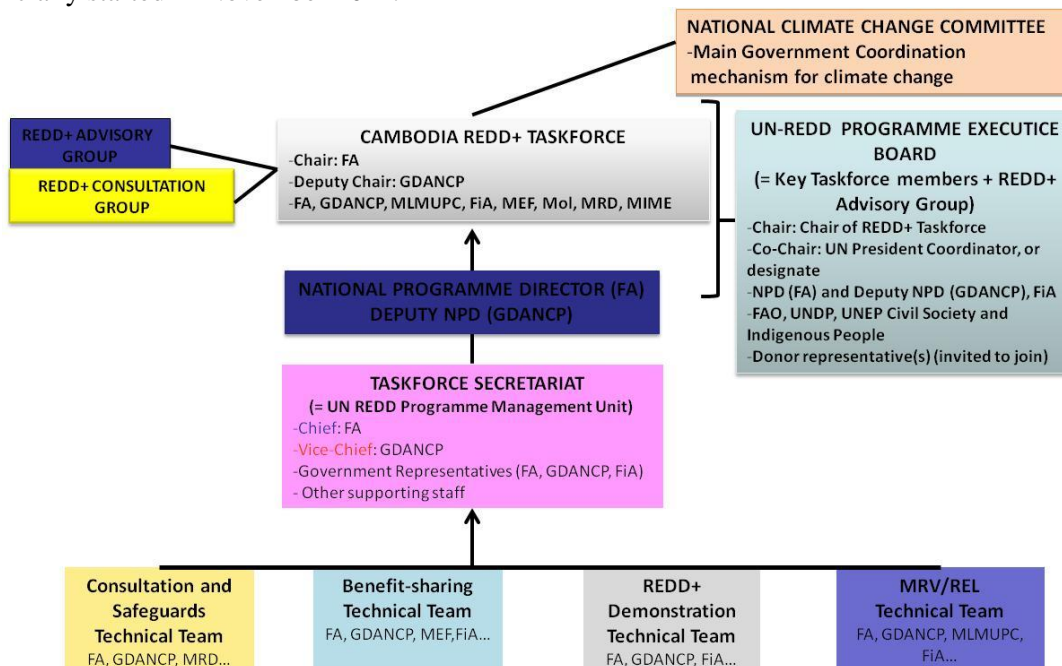 NATIONAL CLIMATE CHANGE COMMITTEE
-Main Government Coordination
mechanism for climate change
REDD+ ADVISORY
GROUP
REDD+ CONSULTATION
GROUP
CAMBODIA REDD+ TASKFORCE
-Chair: FA
-Deputy Chair: GDANCP
-FA, GDANCP, MLMUPC, FiA, MEF, MoI, MRD, MIME
UN-REDD PROGRAMME EXECUTICE
BOARD
(= Key Taskforce members + REDD+
Advisory Group)
-Chair: Chair of REDD+ Taskforce
-Co-Chair: UN President Coordinator, or
designate
-NPD (FA) and Deputy NPD (GDANCP), FiA
-FAO, UNDP, UNEP Civil Society and
Indigenous People
-Donor representative(s) (invited to join)
NATIONAL PROGRAMME DIRECTOR (FA)
DEPUTY NPD (GDANCP)
TASKFORCE SECRETARIAT
(= UN REDD Programme Management Unit)
-Chief: FA
-Vice-Chief: GDANCP
-Government Representatives (FA, GDANCP, FiA)
- Other supporting staff
Consultation and
Safeguards
Technical Team
FA, GDANCP, MRD...
Benefit-sharing
Technical Team
FA, GDANCP, MEF,FiA...
REDD+
Demonstration
Technical Team
FA, GDANCP, FiA...
MRV/REL
Technical Team
FA, GDANCP, MLMUPC,
FiA...